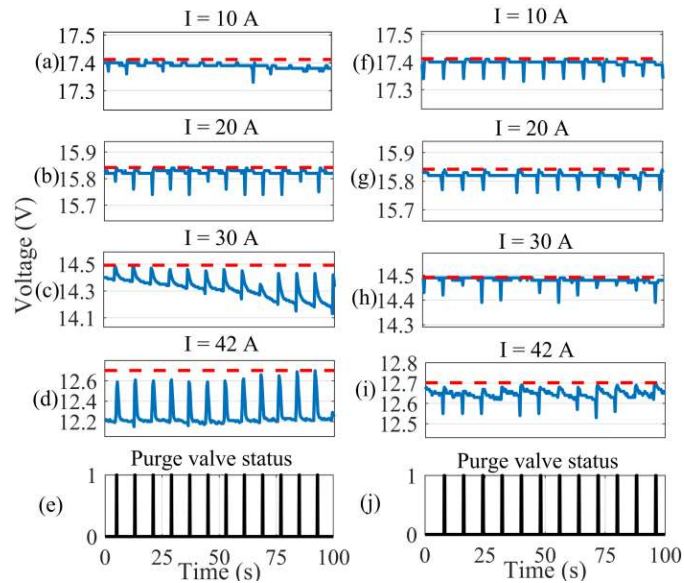 I = 10 A
17.5
17.4
17.3
(a)
I = 20 A
15.9
15.8
15.7
(b)
I = 30 A
14.5
14.3
14.1
(c)
I = 42 A
12.6
12.4
12.2
(d)
Voltage (V)
Purge valve status
1
0
(e)
0
25
50
75
100
Time (s)
I = 10 A
17.5
17.4
17.3
(f)
I = 20 A
15.9
15.8
15.7
(g)
I = 30 A
14.5
14.4
14.3
(h)
I = 42 A
12.8
12.7
12.6
12.5
(i)
Purge valve status
1
0
(j)
0
25
50
75
100
Time (s)